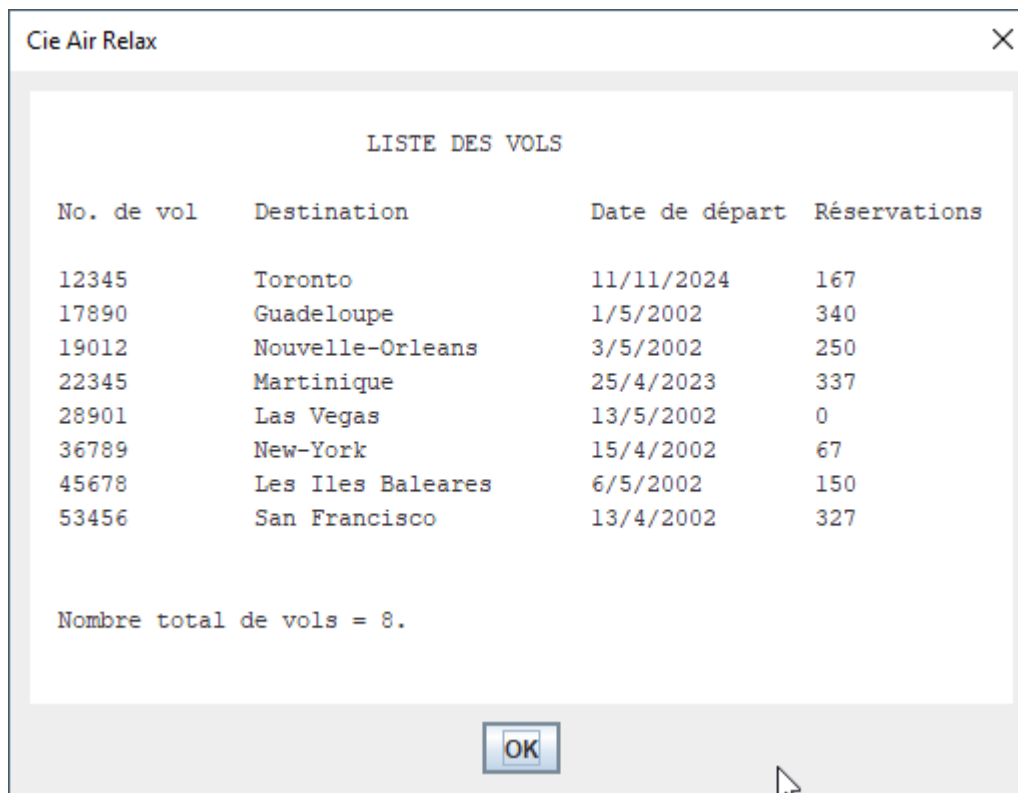 Cie Air Relax
LISTE DES VOLS
No. de vol Destination Date de départ Réservations
12345 Toronto 11/11/2024 167
17890 Guadeloupe 1/5/2002 340
19012 Nouvelle-Orleans 3/5/2002 250
22345 Martinique 25/4/2023 337
28901 Las Vegas 13/5/2002 0
36789 New-York 15/4/2002 67
45678 Les Iles Baleares 6/5/2002 150
53456 San Francisco 13/4/2002 327
Nombre total de vols = 8.
OK